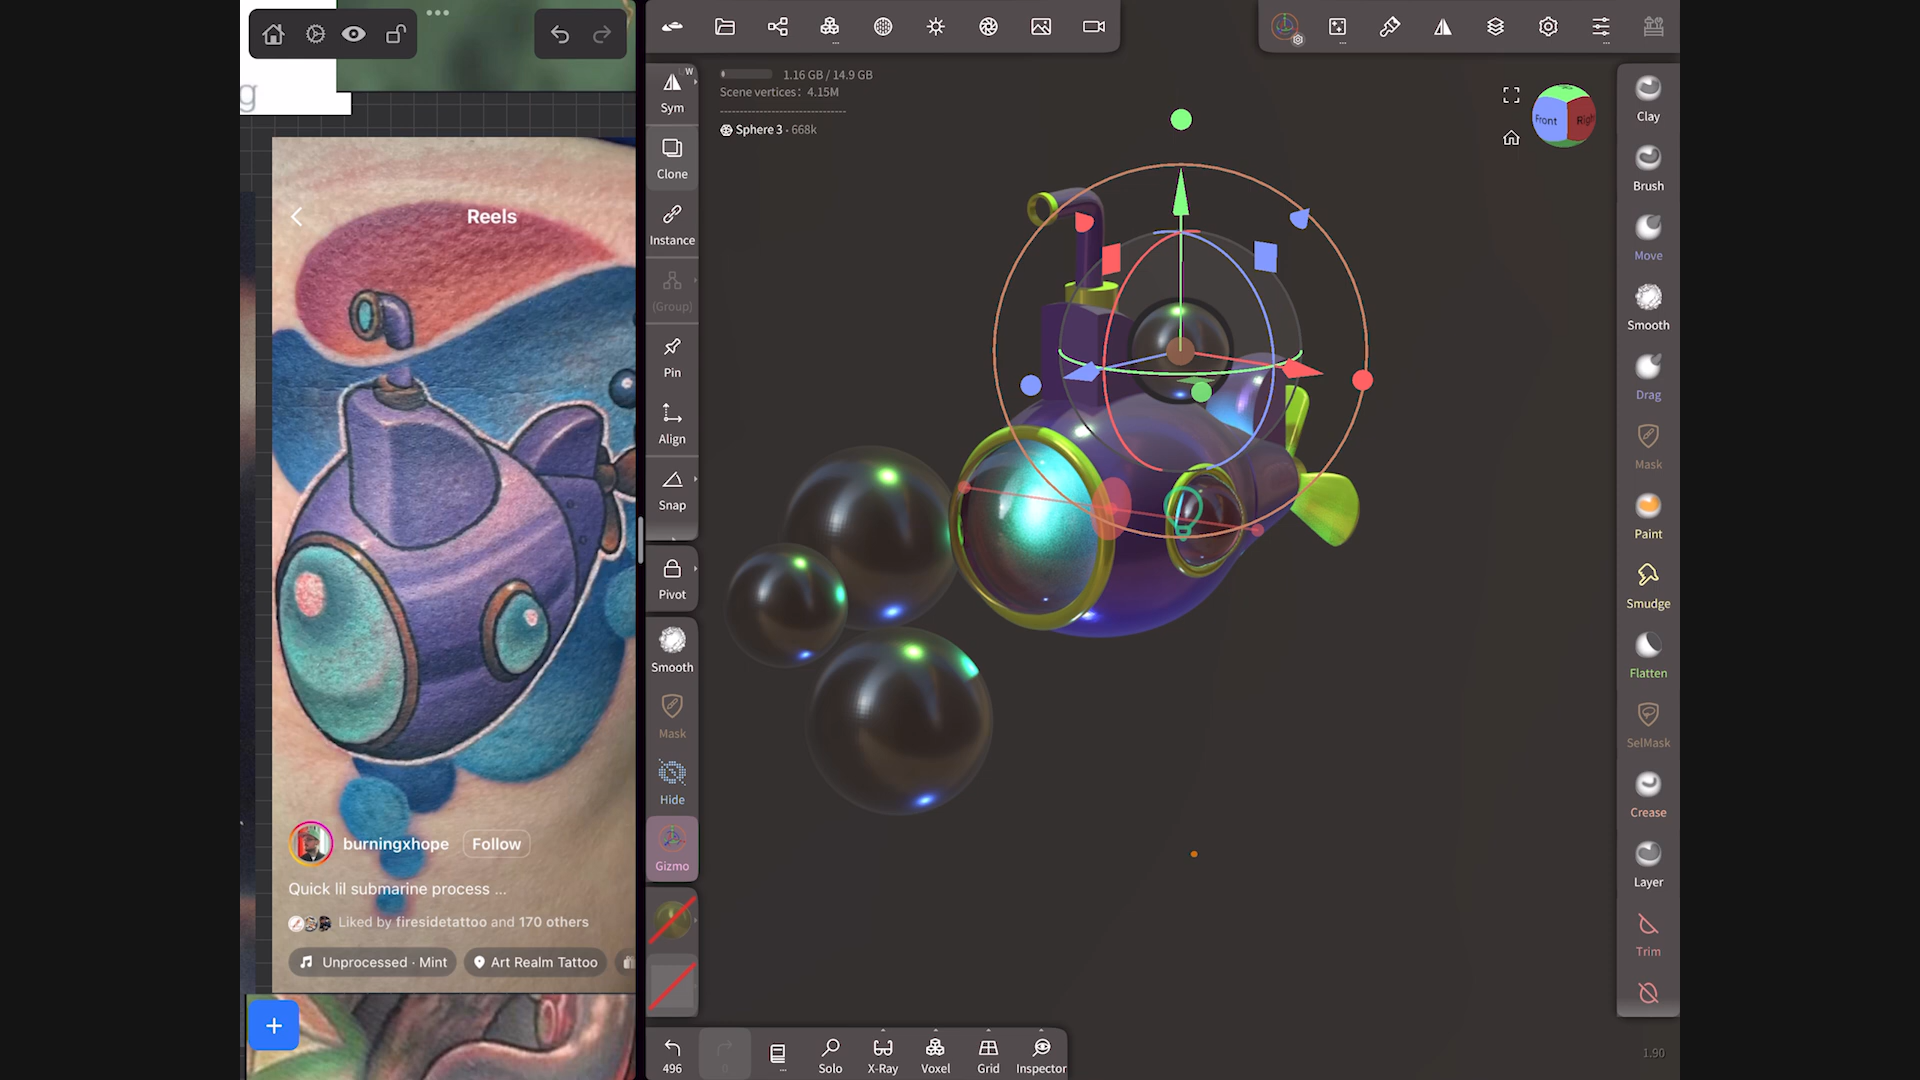 g
Reels
burningxhope Follow
Quick lil submarine process ...
Liked by firesidetattoo and 170 others
Unprocessed · Mint
Art Realm Tattoo
+
W
Sym
Clone
Instance
(Group)
Pin
Align
Snap
Pivot
Smooth
Mask
Hide
Gizmo
1.16 GB / 14.9 GB
Scene vertices: 4.15M
Sphere 3 · 668k
Front
Righ
Clay
Brush
Move
Smooth
Drag
Mask
Paint
Smudge
Flatten
SelMask
Crease
Layer
Trim
496
0
Solo
X-Ray
Voxel
Grid
Inspector
1.90